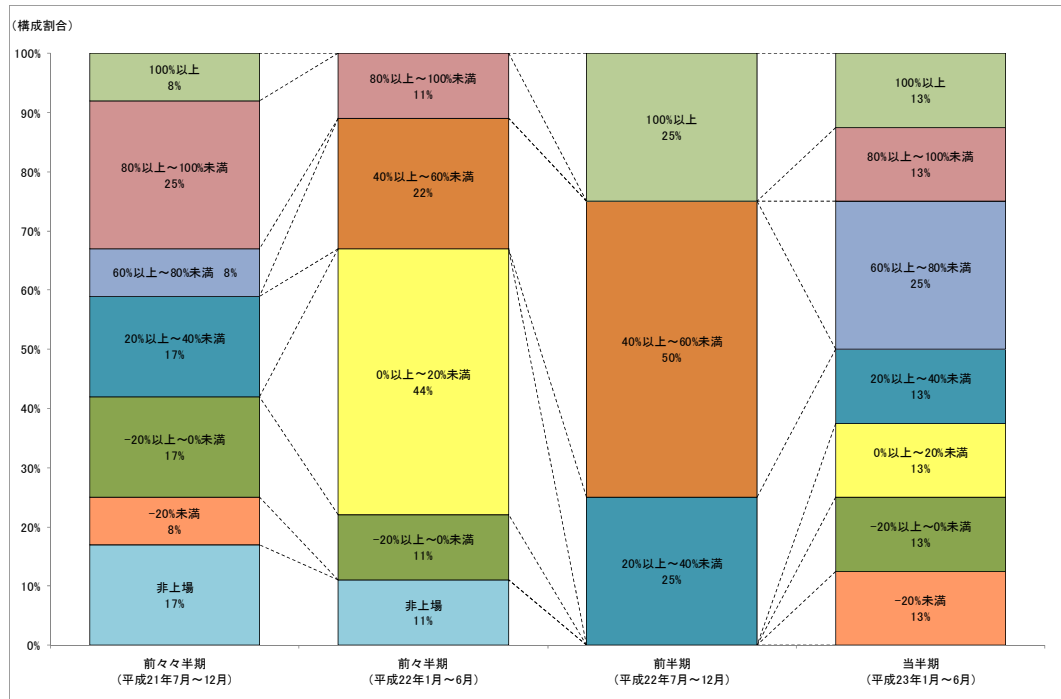 （構成割合）
100%
90%
80%
70%
60%
50%
40%
30%
20%
10%
0%
100%以上
8%
80%以上～100%未満
25%
60%以上～80%未満 8%
20%以上～40%未満
17%
-20%以上～0%未満
17%
-20%未満
8%
非上場
17%
80%以上～100%未満
11%
40%以上～60%未満
22%
0%以上～20%未満
44%
-20%以上～0%未満
11%
非上場
11%
100%以上
25%
40%以上～60%未満
50%
20%以上～40%未満
25%
100%以上
13%
80%以上～100%未満
13%
60%以上～80%未満
25%
20%以上～40%未満
13%
0%以上～20%未満
13%
-20%以上～0%未満
13%
-20%未満
13%
前々々半期
（平成21年7月～12月）
前々半期
（平成22年1月～6月）
前半期
（平成22年7月～12月）
当半期
（平成23年1月～6月）